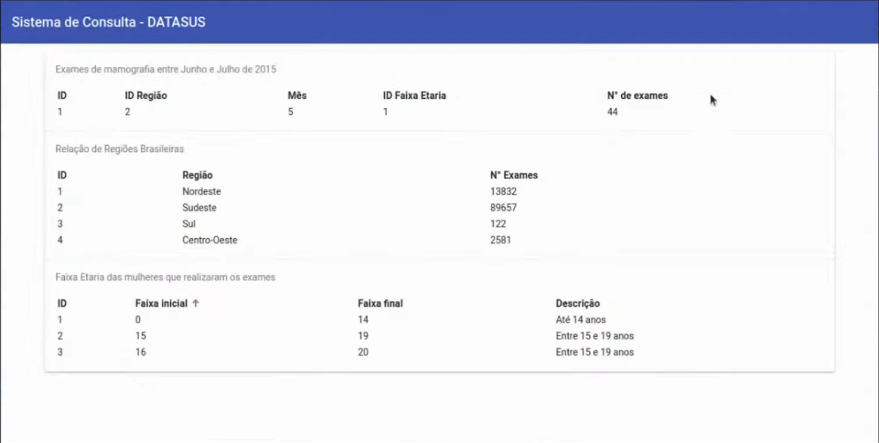 Sistema de Consulta - DATASUS
Exames de mamografia entre Junho e Julho de 2015
ID ID Região Mês ID Faixa Etaria N° de exames
1 2 5 1 44
Relação de Regiões Brasileiras
ID Região N° Exames
1 Nordeste 13832
2 Sudeste 89657
3 Sul 122
4 Centro-Oeste 2581
Faixa Etaria das mulheres que realizaram os exames
ID Faixa inicial ↑ Faixa final Descrição
1 0 14 Até 14 anos
2 15 19 Entre 15 e 19 anos
3 16 20 Entre 15 e 19 anos